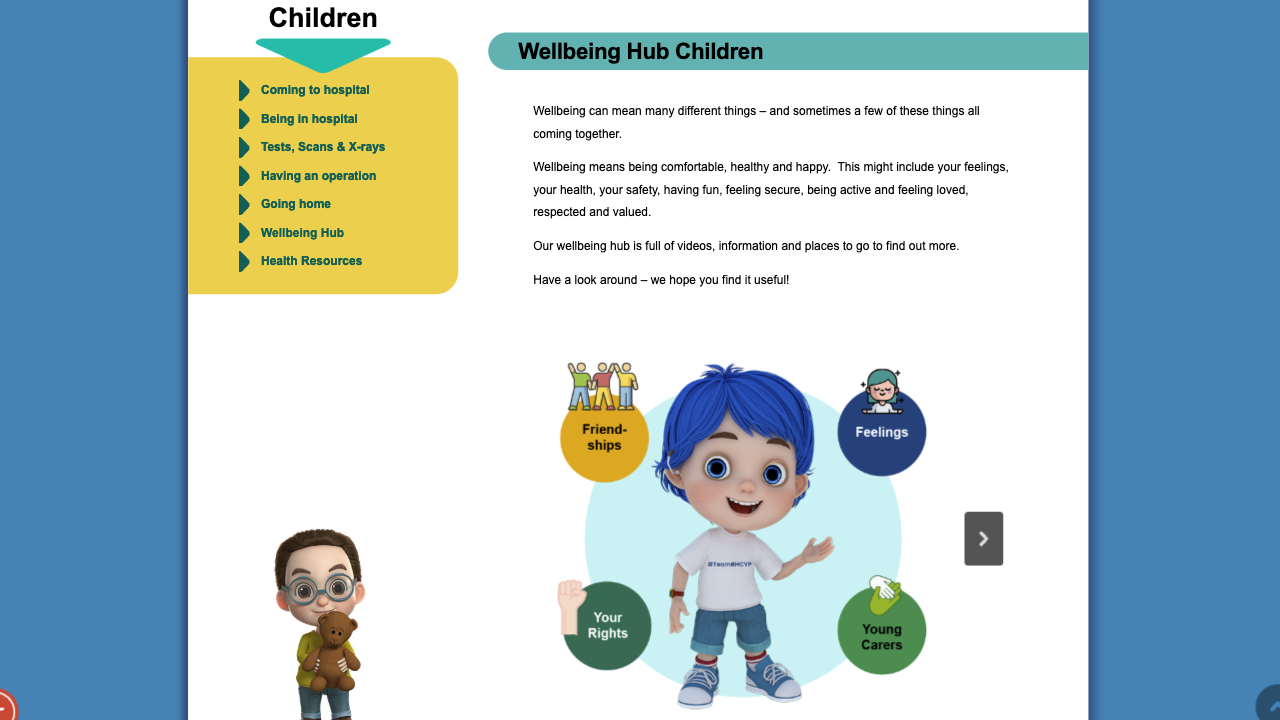 Children
Coming to hospital
Being in hospital
Tests, Scans & X-rays
Having an operation
Going home
Wellbeing Hub
Health Resources
Wellbeing Hub Children
Wellbeing can mean many different things – and sometimes a few of these things all
coming together.
Wellbeing means being comfortable, healthy and happy.  This might include your feelings,
your health, your safety, having fun, feeling secure, being active and feeling loved,
respected and valued.
Our wellbeing hub is full of videos, information and places to go to find out more.
Have a look around – we hope you find it useful!
Friend-
ships
Feelings
#TeamRHCYP
Your
Rights
Young
Carers